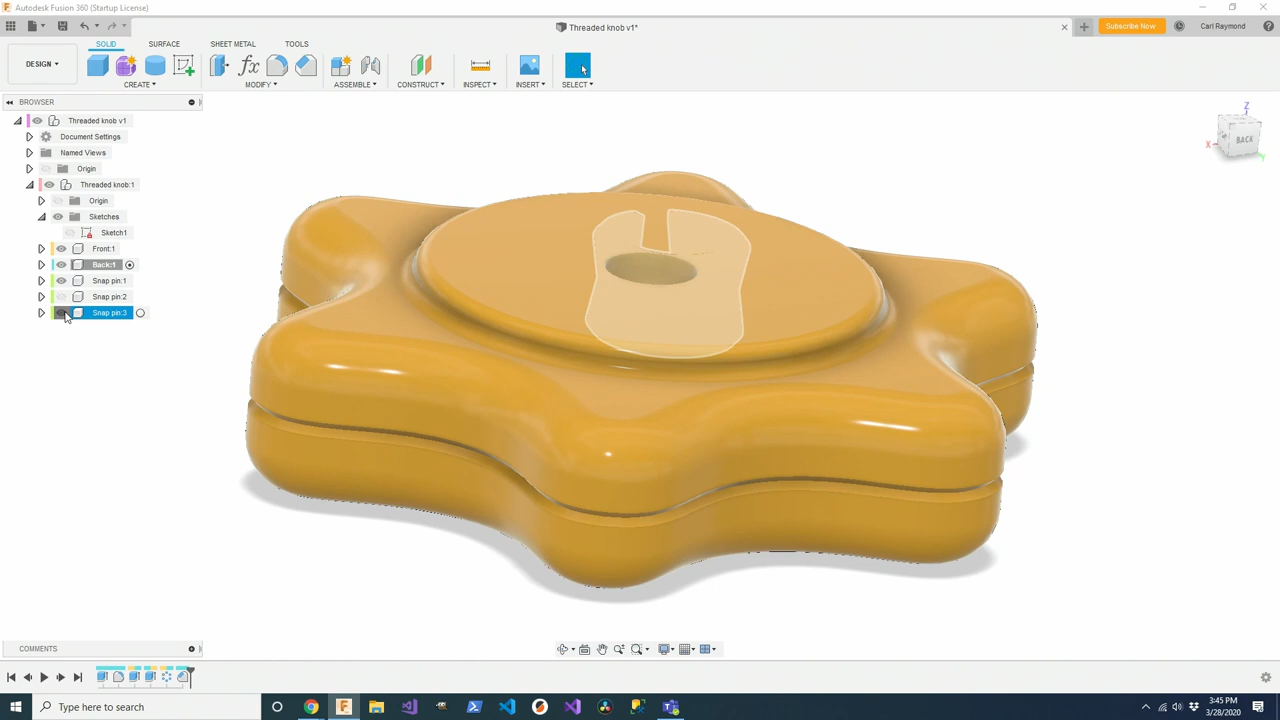 Autodesk Fusion 360 (Startup License)
Threaded knob v1*
Subscribe Now
Carl Raymond
DESIGN
SOLID
SURFACE
SHEET METAL
TOOLS
CREATE
MODIFY
ASSEMBLE
CONSTRUCT
INSPECT
INSERT
SELECT
BROWSER
Threaded knob v1
Document Settings
Named Views
Origin
Threaded knob:1
Origin
Sketches
Sketch1
Front:1
Back:1
Snap pin:1
Snap pin:2
Snap pin:3
Z
X
Y
BACK
COMMENTS
Type here to search
3:45 PM
3/28/2020